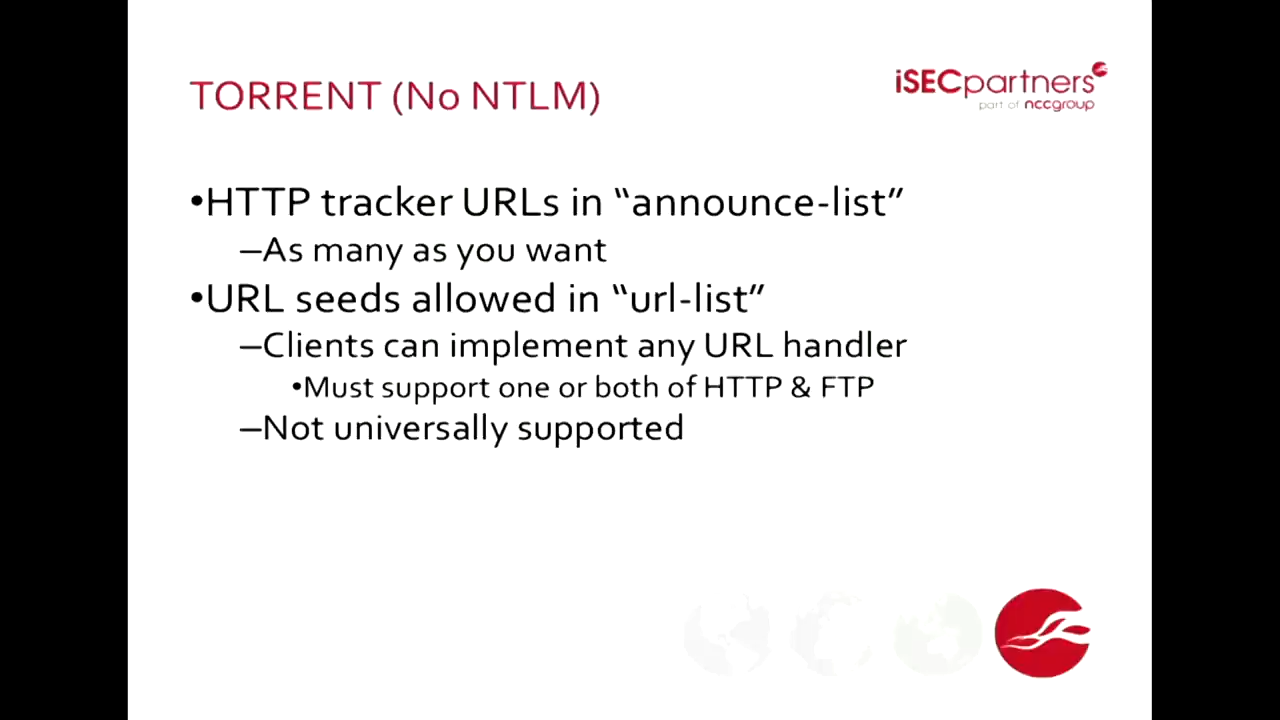 TORRENT (No NTLM)
iSECpartners
part of nccgroup
•HTTP tracker URLs in “announce-list”
–As many as you want
•URL seeds allowed in “url-list”
–Clients can implement any URL handler
•Must support one or both of HTTP & FTP
–Not universally supported